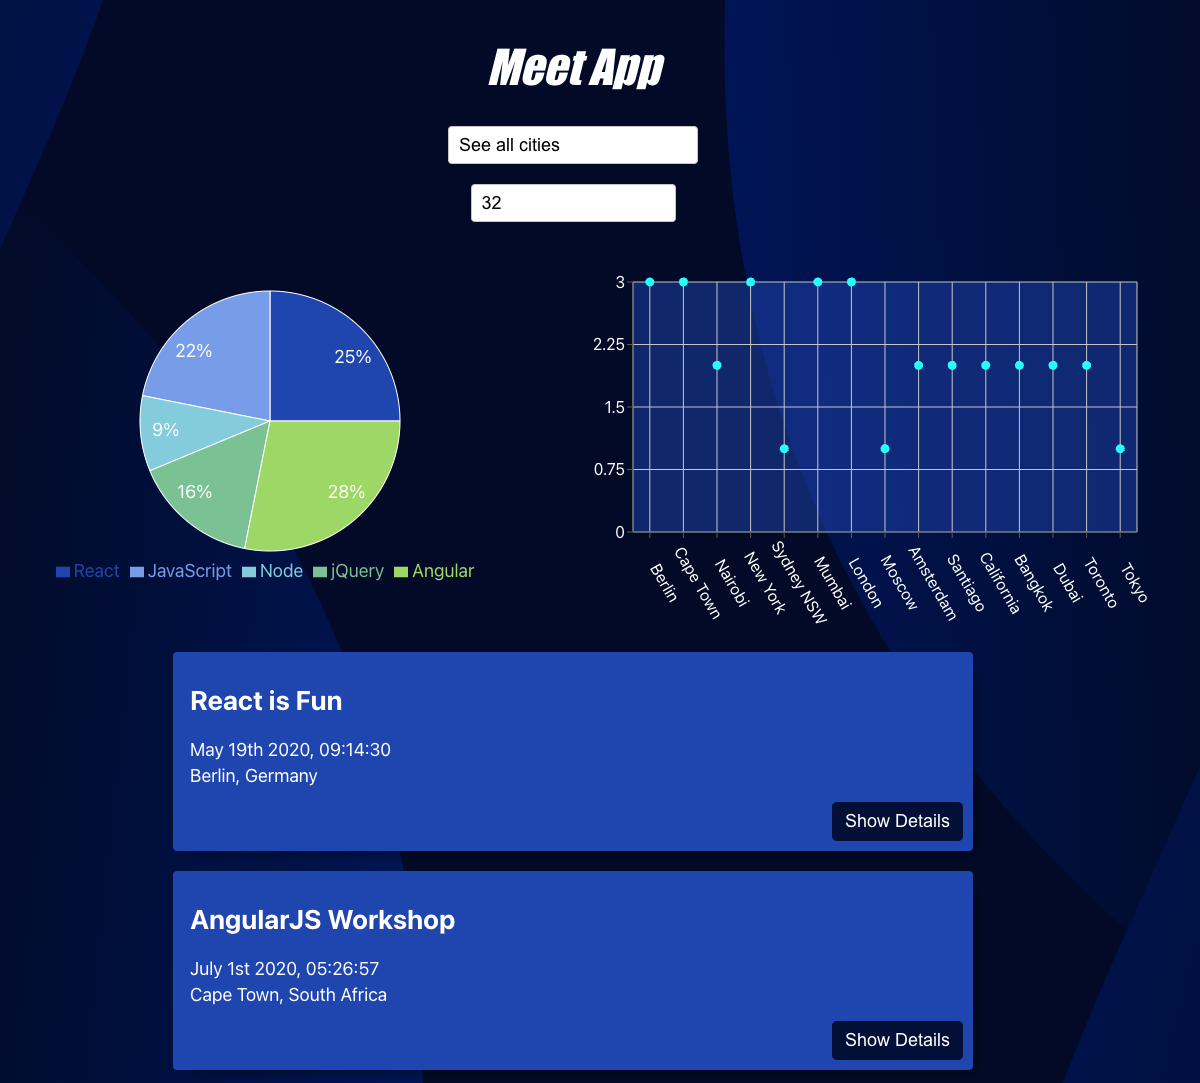 Meet App
See all cities
32
22%
25%
9%
16%
28%
React JavaScript Node jQuery Angular
3
2.25
1.5
0.75
0
Berlin
Cape Town
Nairobi
New York
Sydney NSW
Mumbai
London
Moscow
Amsterdam
Santiago
California
Bangkok
Dubai
Toronto
Tokyo
React is Fun
May 19th 2020, 09:14:30
Berlin, Germany
Show Details
AngularJS Workshop
July 1st 2020, 05:26:57
Cape Town, South Africa
Show Details